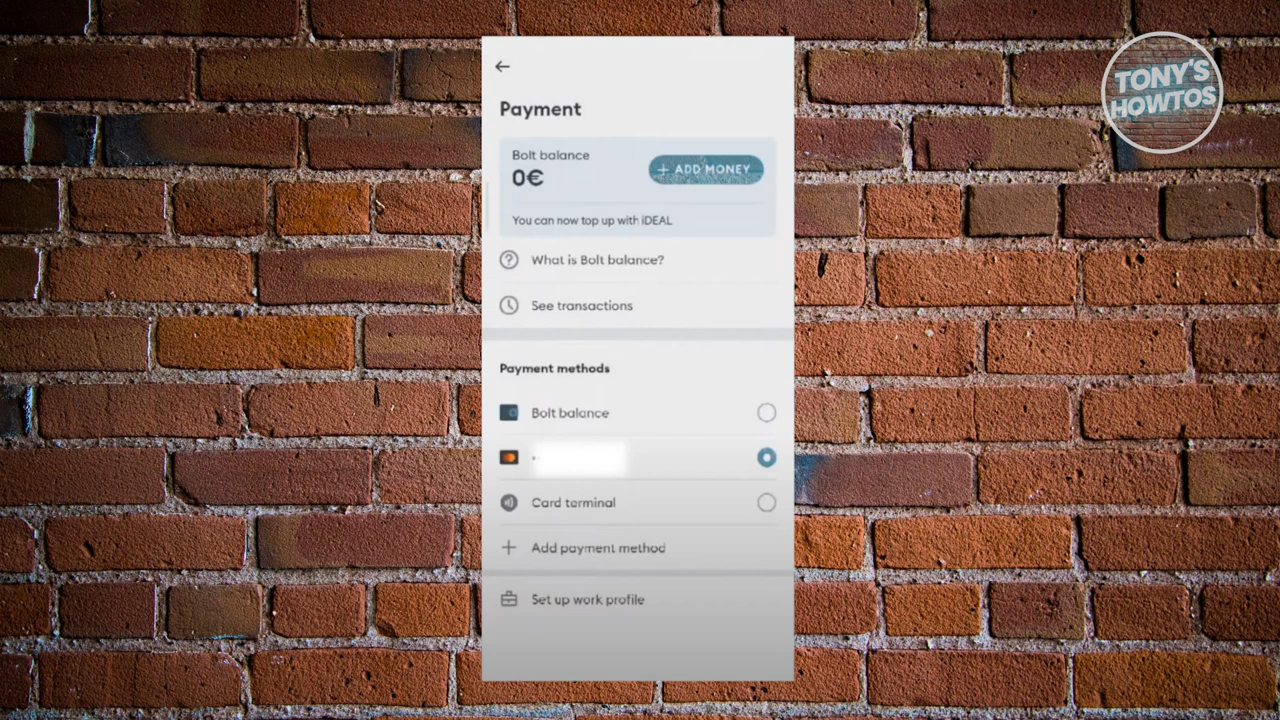 TONY'S
HOWTOS
Payment
Bolt balance
0€
+ ADD MONEY
You can now top up with iDEAL
What is Bolt balance?
See transactions
Payment methods
Bolt balance
Card terminal
Add payment method
Set up work profile